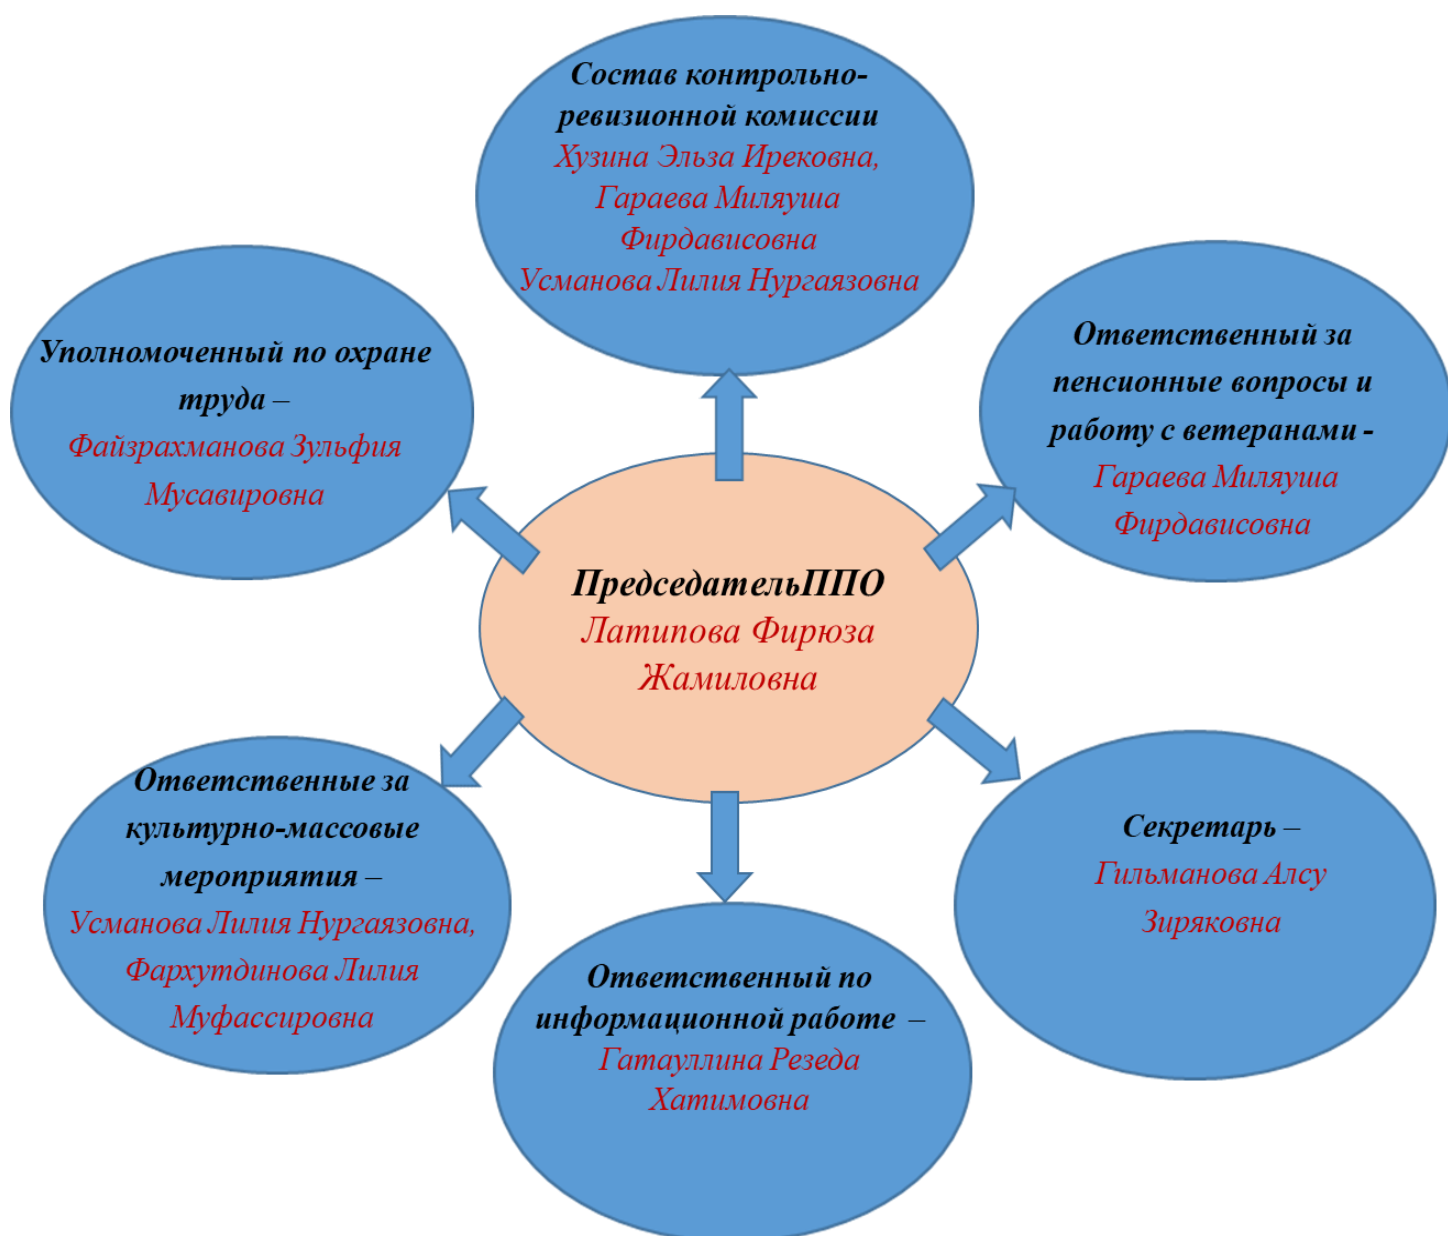 Состав контрольно-
ревизионной комиссии
Хузина Эльза Ирековна,
Гараева Миляуша
Фирдависовна
Усманова Лилия Нургаязовна
Уполномоченный по охране
труда –
Файзрахманова Зульфия
Мусавировна
Ответственный за
пенсионные вопросы и
работу с ветеранами -
Гараева Миляуша
Фирдависовна
ПредседательППО
Латипова Фирюза
Жамиловна
Ответственные за
культурно-массовые
мероприятия –
Усманова Лилия Нургаязовна,
Фархутдинова Лилия
Муфассировна
Секретарь –
Гильманова Алсу
Зиряковна
Ответственный по
информационной работе –
Гатауллина Резеда
Хатимовна